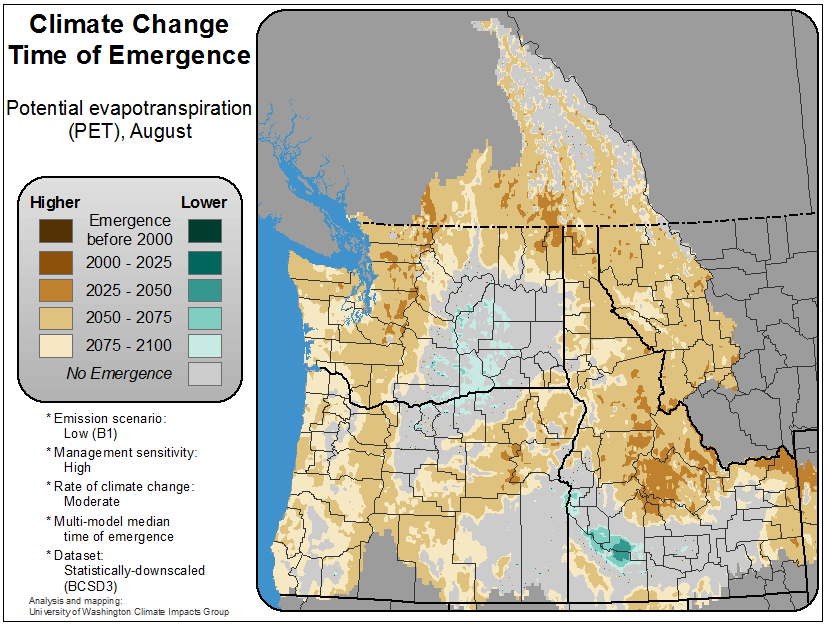 Climate Change
Time of Emergence
Potential evapotranspiration
(PET), August
Higher Lower
Emergence
before 2000
2000 - 2025
2025 - 2050
2050 - 2075
2075 - 2100
No Emergence
* Emission scenario:
Low (B1)
* Management sensitivity:
High
* Rate of climate change:
Moderate
* Multi-model median
time of emergence
* Dataset:
Statistically-downscaled
(BCSD3)
Analysis and mapping:
University of Washington Climate Impacts Group